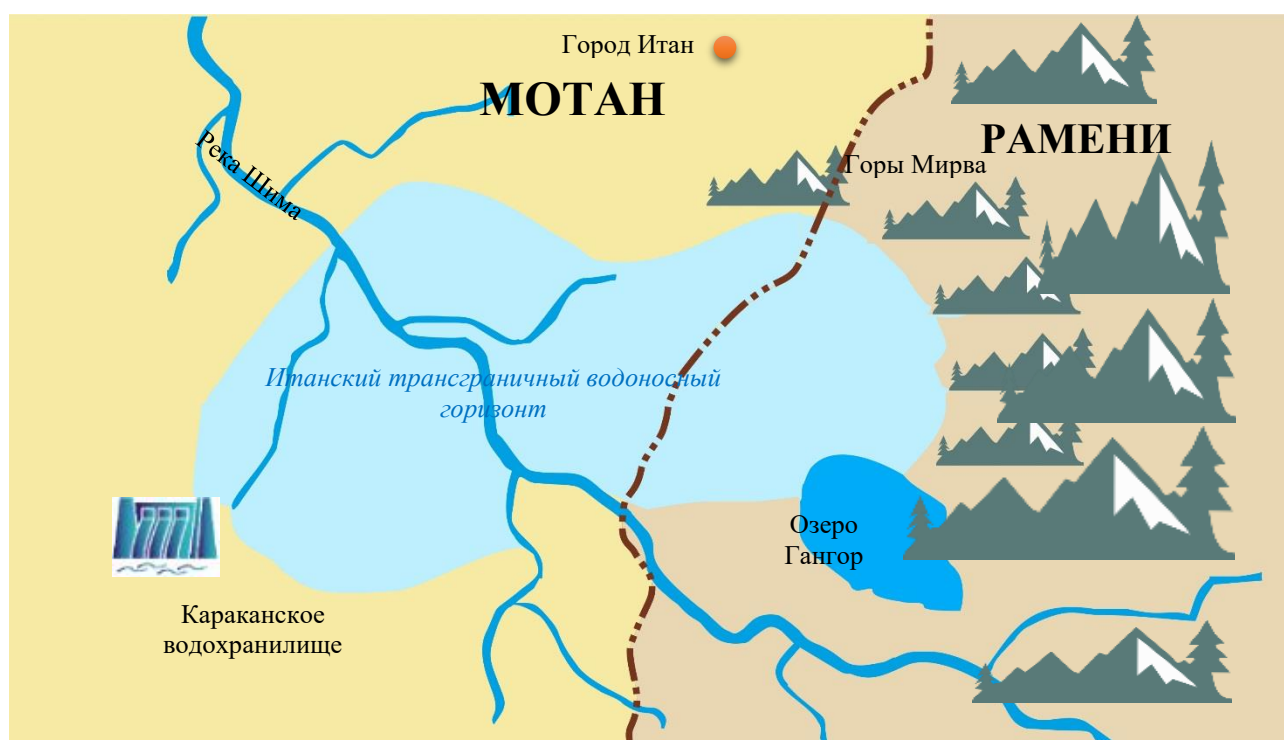 Город Итан
МОТАН
РАМЕНИ
Река Шима
Горы Мирва
Итанский трансграничный водоносный
горизонт
Озеро
Гангор
Караканское
водохранилище